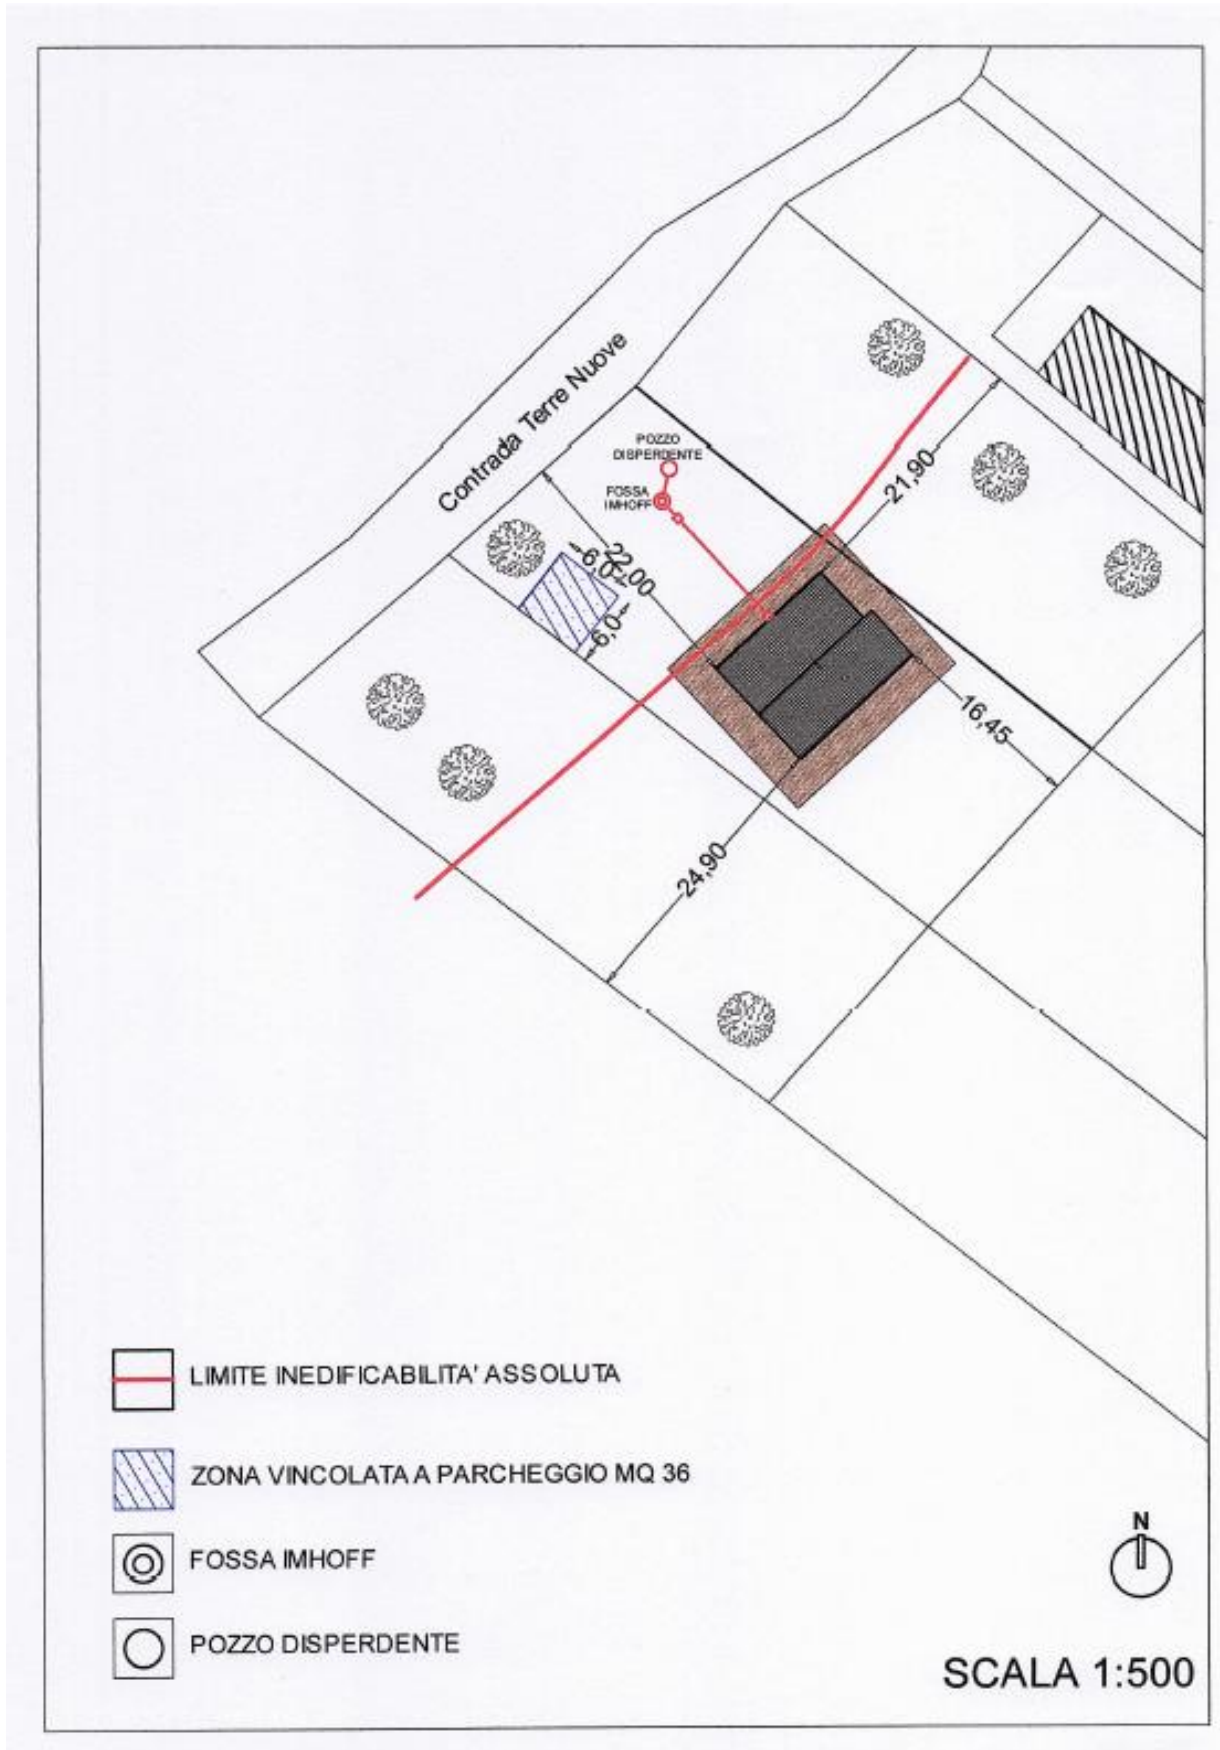 Contrada Terre Nuove
POZZO
DISPERDENTE
FOSSA
IMHOFF
21,90
22,00
6,0
6,0
16,45
24,90
LIMITE INEDIFICABILITA' ASSOLUTA
ZONA VINCOLATA A PARCHEGGIO MQ 36
FOSSA IMHOFF
POZZO DISPERDENTE
N
SCALA 1:500